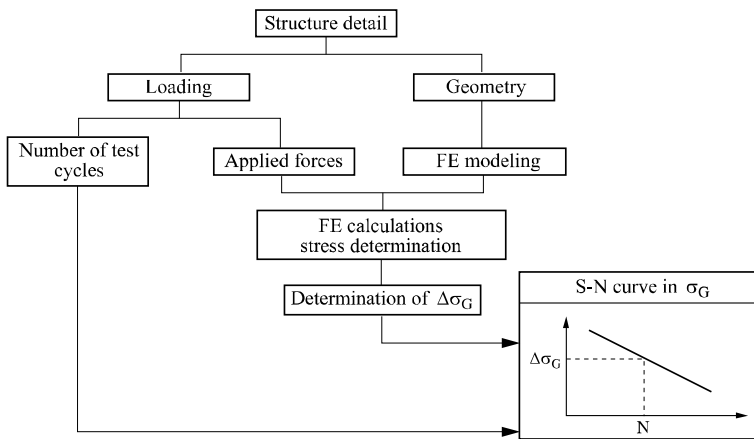 Structure detail
Loading
Geometry
Number of test
cycles
Applied forces
FE modeling
FE calculations
stress determination
Determination of Δσ_G
S-N curve in σ_G
Δσ_G
N